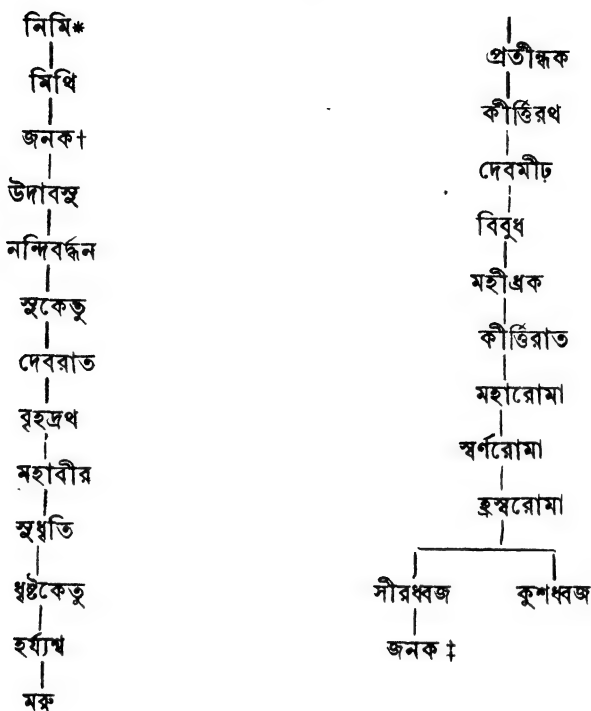 নিমি*
মিথি
জনক†
উদাবসু
নন্দিবর্দ্ধন
সুকেতু
দেবরাত
বৃহদ্রথ
মহাবীর
সুধৃতি
ধৃষ্টকেতু
হর্য্যশ্ব
মরু
প্রতীন্ধক
কীর্ত্তিরথ
দেবমীঢ়
বিবুধ
মহীধ্রক
কীর্ত্তিরাত
মহারোমা
স্বর্ণরোমা
হ্রস্বরোমা
সীরধ্বজ কুশধ্বজ
জনক ‡